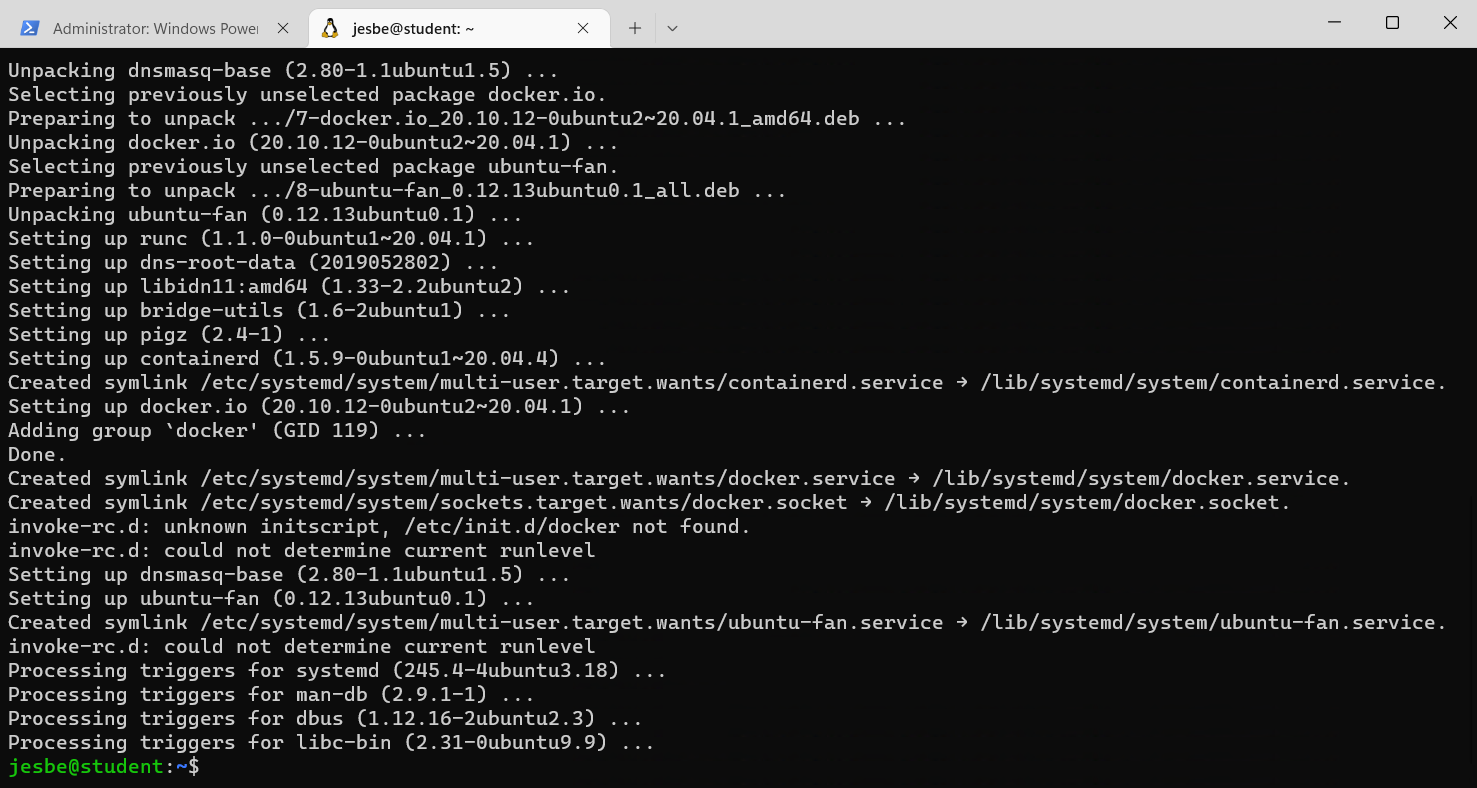 Administrator: Windows Power
jesbe@student: ~
Unpacking dnsmasq-base (2.80-1.1ubuntu1.5) ...
Selecting previously unselected package docker.io.
Preparing to unpack .../7-docker.io_20.10.12-0ubuntu2~20.04.1_amd64.deb ...
Unpacking docker.io (20.10.12-0ubuntu2~20.04.1) ...
Selecting previously unselected package ubuntu-fan.
Preparing to unpack .../8-ubuntu-fan_0.12.13ubuntu0.1_all.deb ...
Unpacking ubuntu-fan (0.12.13ubuntu0.1) ...
Setting up runc (1.1.0-0ubuntu1~20.04.1) ...
Setting up dns-root-data (2019052802) ...
Setting up libidn11:amd64 (1.33-2.2ubuntu2) ...
Setting up bridge-utils (1.6-2ubuntu1) ...
Setting up pigz (2.4-1) ...
Setting up containerd (1.5.9-0ubuntu1~20.04.4) ...
Created symlink /etc/systemd/system/multi-user.target.wants/containerd.service → /lib/systemd/system/containerd.service.
Setting up docker.io (20.10.12-0ubuntu2~20.04.1) ...
Adding group `docker' (GID 119) ...
Done.
Created symlink /etc/systemd/system/multi-user.target.wants/docker.service → /lib/systemd/system/docker.service.
Created symlink /etc/systemd/system/sockets.target.wants/docker.socket → /lib/systemd/system/docker.socket.
invoke-rc.d: unknown initscript, /etc/init.d/docker not found.
invoke-rc.d: could not determine current runlevel
Setting up dnsmasq-base (2.80-1.1ubuntu1.5) ...
Setting up ubuntu-fan (0.12.13ubuntu0.1) ...
Created symlink /etc/systemd/system/multi-user.target.wants/ubuntu-fan.service → /lib/systemd/system/ubuntu-fan.service.
invoke-rc.d: could not determine current runlevel
Processing triggers for systemd (245.4-4ubuntu3.18) ...
Processing triggers for man-db (2.9.1-1) ...
Processing triggers for dbus (1.12.16-2ubuntu2.3) ...
Processing triggers for libc-bin (2.31-0ubuntu9.9) ...
jesbe@student:~$